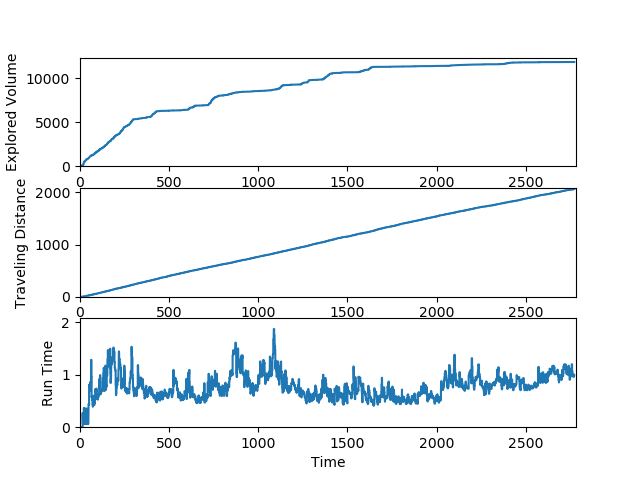 Explored Volume
10000
5000
0
0 500 1000 1500 2000 2500
Traveling Distance
2000
1000
0
0 500 1000 1500 2000 2500
Run Time
2
1
0
0 500 1000 1500 2000 2500
Time